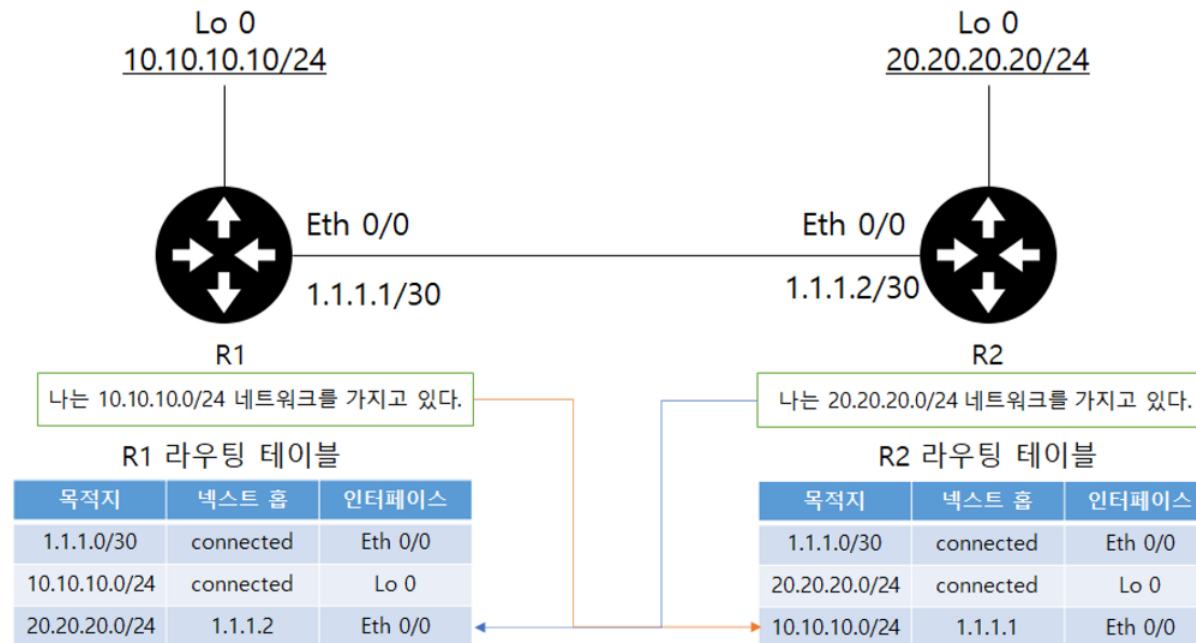 Lo 0
10.10.10.10/24
Lo 0
20.20.20.20/24
Eth 0/0
Eth 0/0
1.1.1.1/30
1.1.1.2/30
R1
R2
나는 10.10.10.0/24 네트워크를 가지고 있다.
나는 20.20.20.0/24 네트워크를 가지고 있다.
R1 라우팅 테이블
목적지 넥스트 홉 인터페이스
1.1.1.0/30 connected Eth 0/0
10.10.10.0/24 connected Lo 0
20.20.20.0/24 1.1.1.2 Eth 0/0
R2 라우팅 테이블
목적지 넥스트 홉 인터페이스
1.1.1.0/30 connected Eth 0/0
20.20.20.0/24 connected Lo 0
10.10.10.0/24 1.1.1.1 Eth 0/0